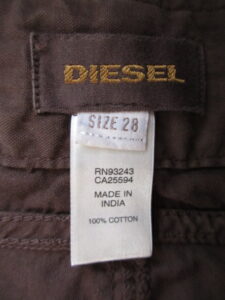 DIESEL
SIZE 28
RN93243
CA25594
MADE IN
INDIA
100% COTTON